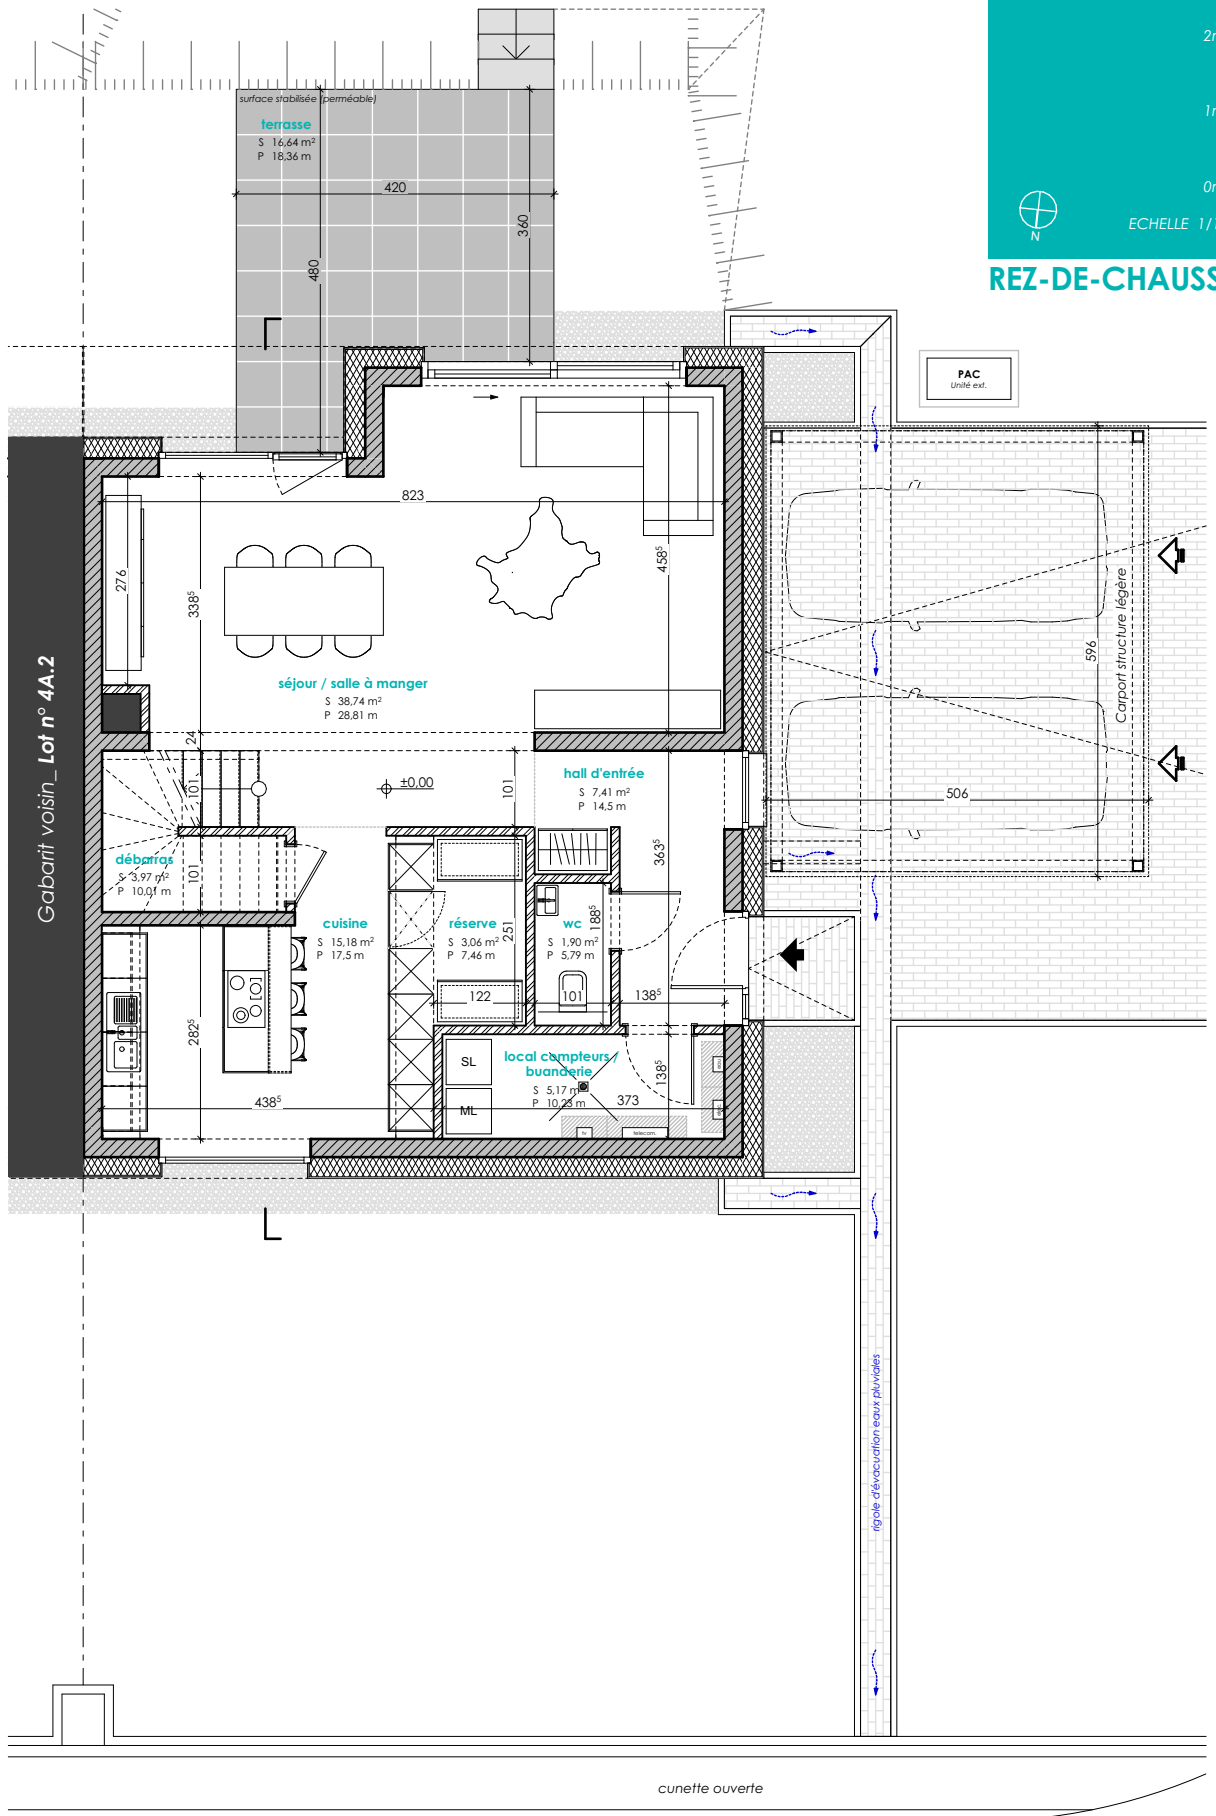 surface stabilisée (perméable)
terrasse
S 16,64 m²
P 18,36 m
420
360
480
N
ECHELLE 1/1
REZ-DE-CHAUSS
PAC
Unité ext.
823
276
338⁵
458⁵
séjour / salle à manger
S 38,74 m²
P 28,81 m
Gabarit voisin_ Lot n° 4A.2
596
Carport structure légère
506
24
101
±0,00
101
hall d'entrée
S 7,41 m²
P 14,5 m
363⁵
débarras
S 3,97 m²
P 10,01 m
101
cuisine
S 15,18 m²
P 17,5 m
réserve
S 3,06 m²
P 7,46 m
251
wc
S 1,90 m²
P 5,79 m
188⁵
122
101
138⁵
282⁵
438⁵
SL
ML
local compteurs /
buanderie
S 5,17 m²
P 10,23 m
373
138⁵
tv
telecom.
rigole d'évacuation eaux pluviales
cunette ouverte